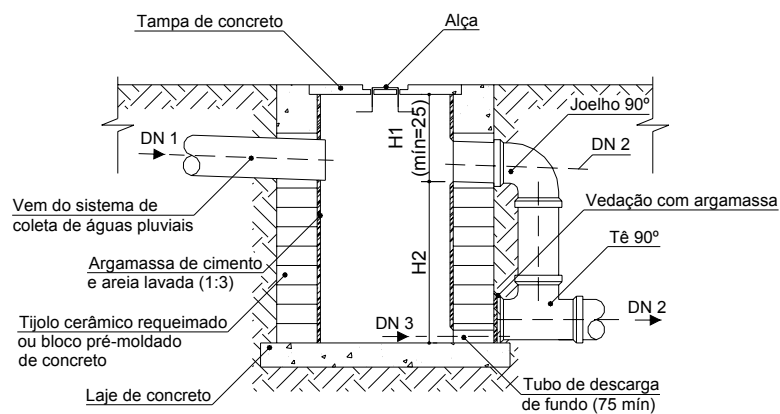 Tampa de concreto
Alça
Joelho 90º
DN 1
H1
(mín=25)
DN 2
Vem do sistema de
coleta de águas pluviais
Vedação com argamassa
Argamassa de cimento
e areia lavada (1:3)
H2
Tê 90º
Tijolo cerâmico requeimado
ou bloco pré-moldado
de concreto
DN 3
DN 2
Laje de concreto
Tubo de descarga
de fundo (75 mín)